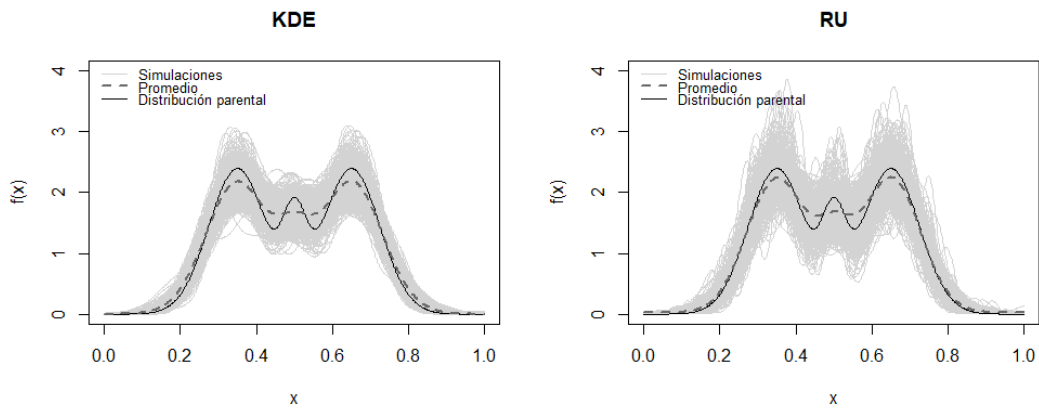 KDE
Simulaciones
Promedio
Distribución parental
4
3
2
1
0
f(x)
0.0 0.2 0.4 0.6 0.8 1.0
x
RU
Simulaciones
Promedio
Distribución parental
4
3
2
1
0
f(x)
0.0 0.2 0.4 0.6 0.8 1.0
x